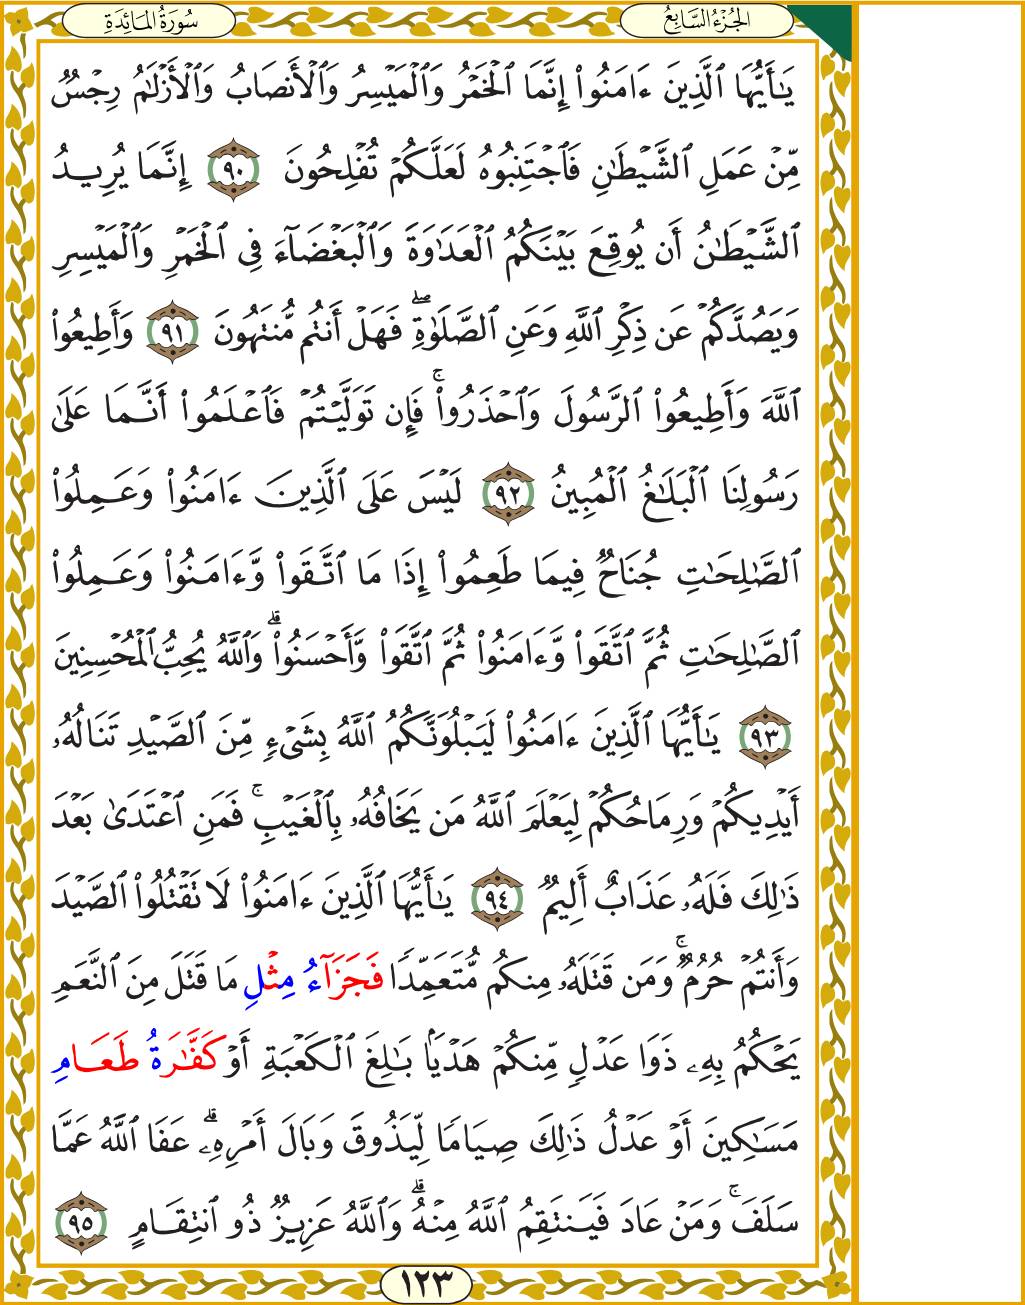 الجُزْءُ السَّابِعُ
سُورَةُ المَائِدَةِ
يَٰٓأَيُّهَا ٱلَّذِينَ ءَامَنُوٓاْ إِنَّمَا ٱلْخَمْرُ وَٱلْمَيْسِرُ وَٱلْأَنصَابُ وَٱلْأَزْلَٰمُ رِجْسٌ
مِّنْ عَمَلِ ٱلشَّيْطَٰنِ فَٱجْتَنِبُوهُ لَعَلَّكُمْ تُفْلِحُونَ ٩٠ إِنَّمَا يُرِيدُ
ٱلشَّيْطَٰنُ أَن يُوقِعَ بَيْنَكُمُ ٱلْعَدَٰوَةَ وَٱلْبَغْضَآءَ فِي ٱلْخَمْرِ وَٱلْمَيْسِرِ
وَيَصُدَّكُمْ عَن ذِكْرِ ٱللَّهِ وَعَنِ ٱلصَّلَوٰةِۖ فَهَلْ أَنتُم مُّنتَهُونَ ٩١ وَأَطِيعُواْ
ٱللَّهَ وَأَطِيعُواْ ٱلرَّسُولَ وَٱحْذَرُواْۚ فَإِن تَوَلَّيْتُمْ فَٱعْلَمُوٓاْ أَنَّمَا عَلَىٰ
رَسُولِنَا ٱلْبَلَٰغُ ٱلْمُبِينُ ٩٢ لَيْسَ عَلَى ٱلَّذِينَ ءَامَنُواْ وَعَمِلُواْ
ٱلصَّٰلِحَٰتِ جُنَاحٌ فِيمَا طَعِمُوٓاْ إِذَا مَا ٱتَّقَواْ وَّءَامَنُواْ وَعَمِلُواْ
ٱلصَّٰلِحَٰتِ ثُمَّ ٱتَّقَواْ وَّءَامَنُواْ ثُمَّ ٱتَّقَواْ وَّأَحْسَنُواْۗ وَٱللَّهُ يُحِبُّ ٱلْمُحْسِنِينَ
٩٣ يَٰٓأَيُّهَا ٱلَّذِينَ ءَامَنُواْ لَيَبْلُوَنَّكُمُ ٱللَّهُ بِشَيْءٍ مِّنَ ٱلصَّيْدِ تَنَالُهُۥٓ
أَيْدِيكُمْ وَرِمَاحُكُمْ لِيَعْلَمَ ٱللَّهُ مَن يَخَافُهُۥ بِٱلْغَيْبِۚ فَمَنِ ٱعْتَدَىٰ بَعْدَ
ذَٰلِكَ فَلَهُۥ عَذَابٌ أَلِيمٌ ٩٤ يَٰٓأَيُّهَا ٱلَّذِينَ ءَامَنُواْ لَا تَقْتُلُواْ ٱلصَّيْدَ
وَأَنتُمْ حُرُمٌۚ وَمَن قَتَلَهُۥ مِنكُم مُّتَعَمِّدًا فَجَزَآءُ مِثْلِ مَا قَتَلَ مِنَ ٱلنَّعَمِ
يَحْكُمُ بِهِۦ ذَوَا عَدْلٍ مِّنكُمْ هَدْيًۢا بَٰلِغَ ٱلْكَعْبَةِ أَوْ كَفَّٰرَةُ طَعَامِ
مَسَٰكِينَ أَوْ عَدْلُ ذَٰلِكَ صِيَامًا لِّيَذُوقَ وَبَالَ أَمْرِهِۦۗ عَفَا ٱللَّهُ عَمَّا
سَلَفَۚ وَمَنْ عَادَ فَيَنتَقِمُ ٱللَّهُ مِنْهُۗ وَٱللَّهُ عَزِيزٌ ذُو ٱنتِقَامٍ ٩٥
١٢٣